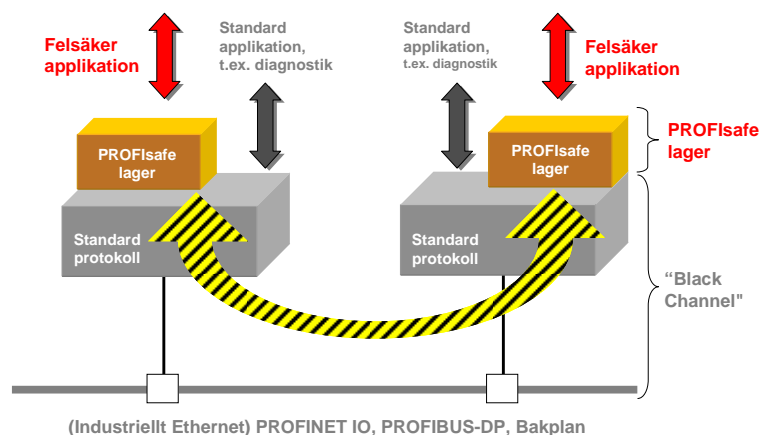 Felsäker
applikation
Standard
applikation,
t.ex. diagnostik
Standard
applikation,
t.ex. diagnostik
Felsäker
applikation
PROFIsafe
lager
PROFIsafe
lager
PROFIsafe
lager
Standard
protokoll
Standard
protokoll
“Black
Channel"
(Industriellt Ethernet) PROFINET IO, PROFIBUS-DP, Bakplan